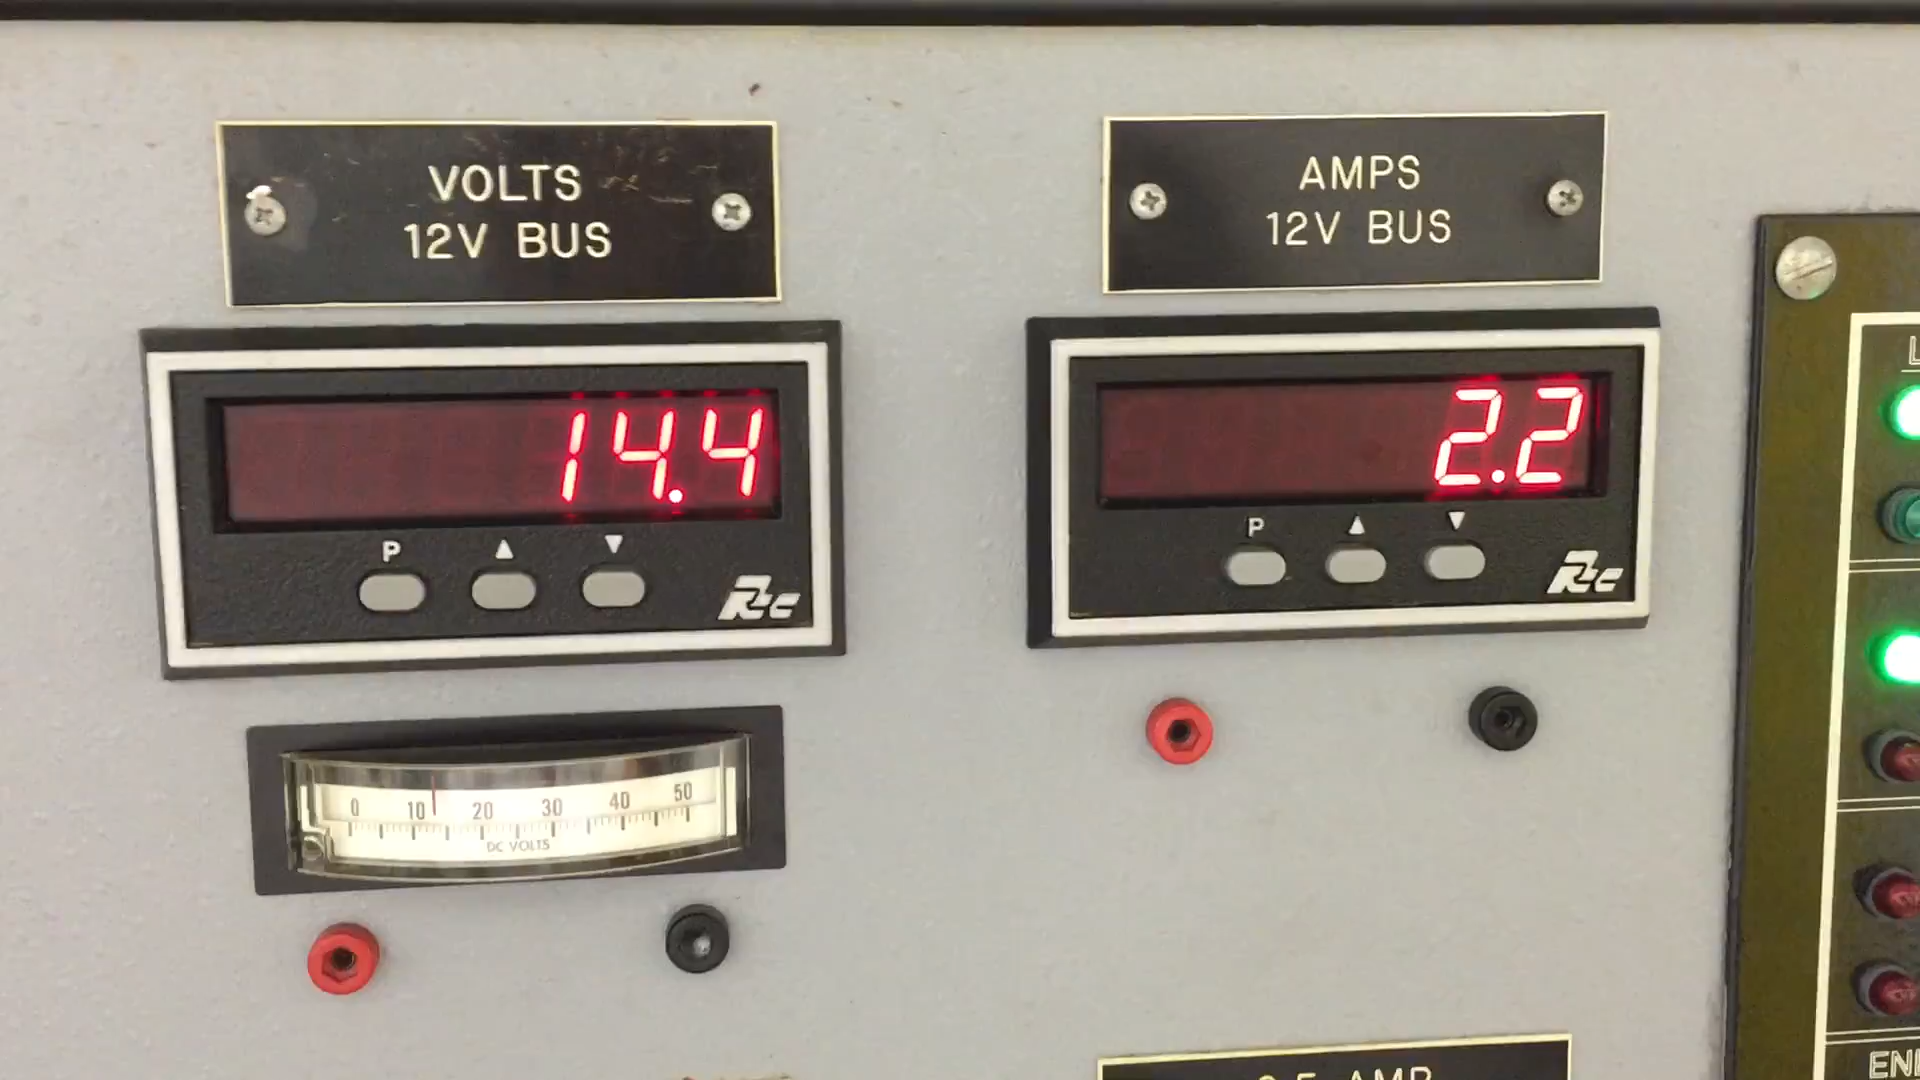 VOLTS
12V BUS
AMPS
12V BUS
14.4
2.2
P
P
0 10 20 30 40 50
DC VOLTS